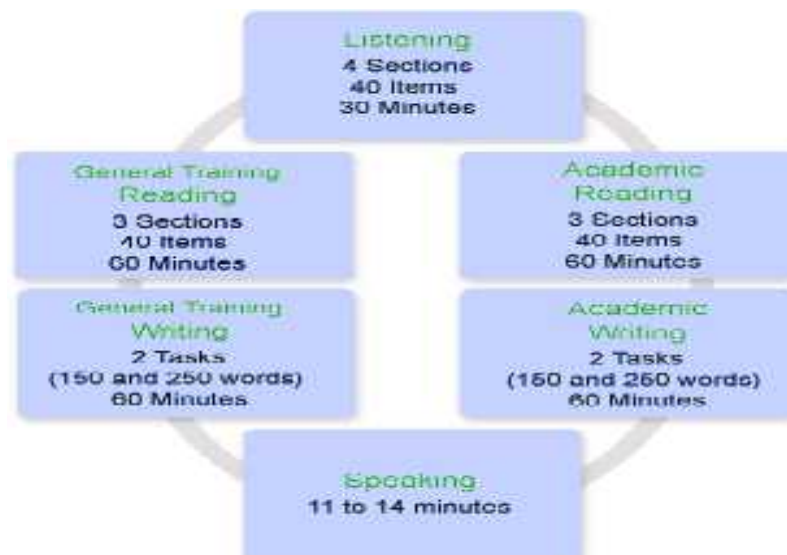 Listening
4 Sections
40 Items
30 Minutes
General Training
Reading
3 Sections
40 Items
60 Minutes
Academic
Reading
3 Sections
40 Items
60 Minutes
General Training
Writing
2 Tasks
(150 and 250 words)
60 Minutes
Academic
Writing
2 Tasks
(150 and 250 words)
60 Minutes
Speaking
11 to 14 minutes